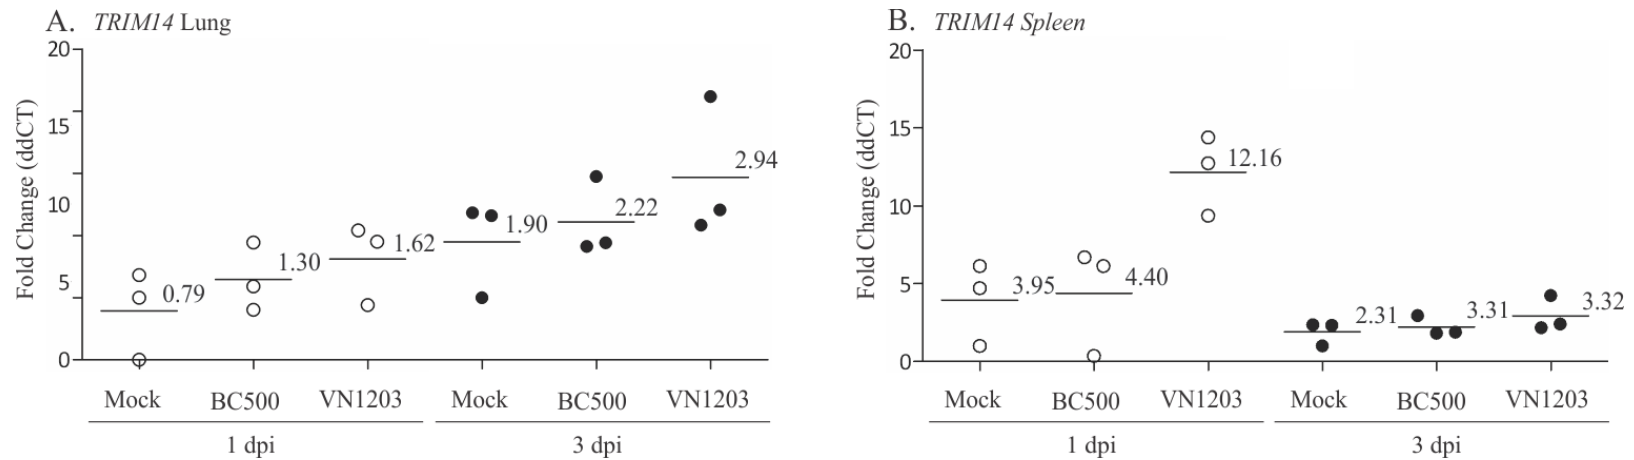 A. TRIM14 Lung
Fold Change (ddCT)
20
15
10
5
0
0.79
1.30
1.62
1.90
2.22
2.94
Mock BC500 VN1203 Mock BC500 VN1203
1 dpi 3 dpi
B. TRIM14 Spleen
Fold Change (ddCT)
20
15
10
5
0
3.95
4.40
12.16
2.31
3.31
3.32
Mock BC500 VN1203 Mock BC500 VN1203
1 dpi 3 dpi